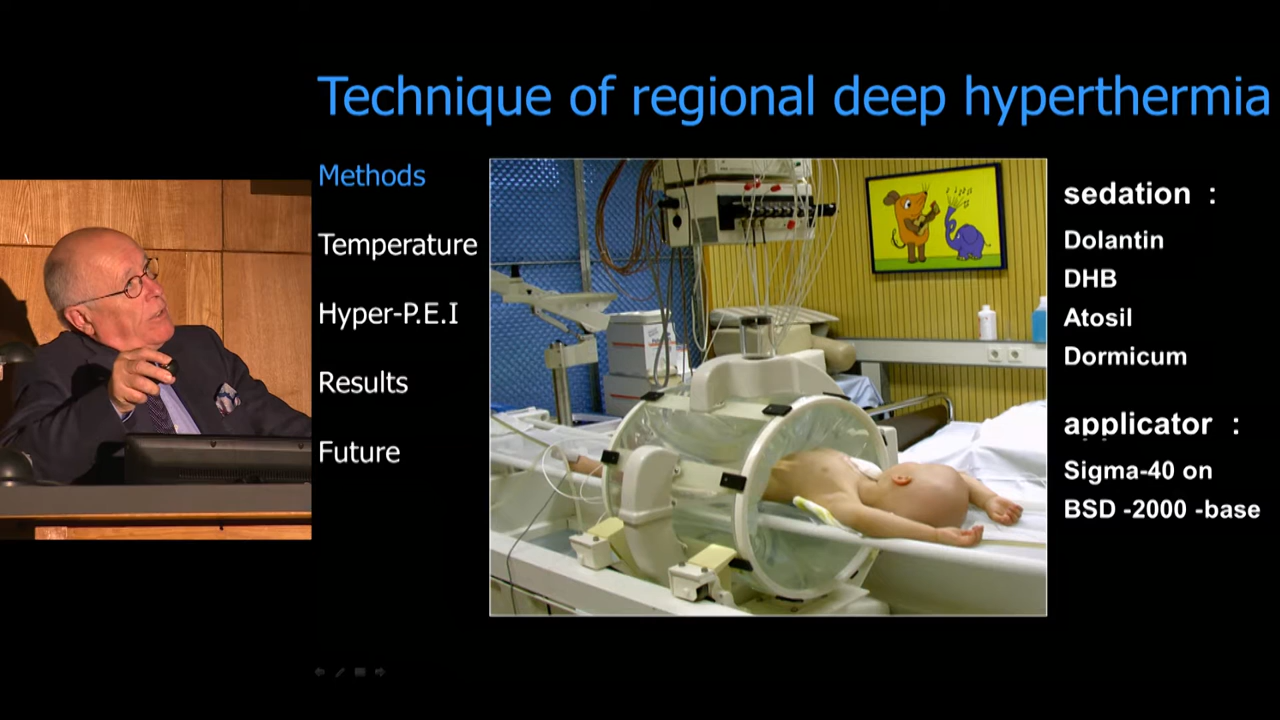 Technique of regional deep hyperthermia
Methods
Temperature
Hyper-P.E.I
Results
Future
sedation :
Dolantin
DHB
Atosil
Dormicum
applicator :
Sigma-40 on
BSD -2000 -base